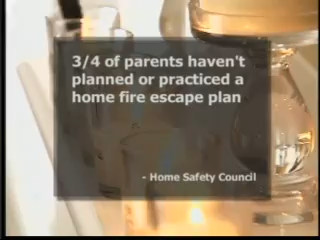 3/4 of parents haven't
planned or practiced a
home fire escape plan
- Home Safety Council